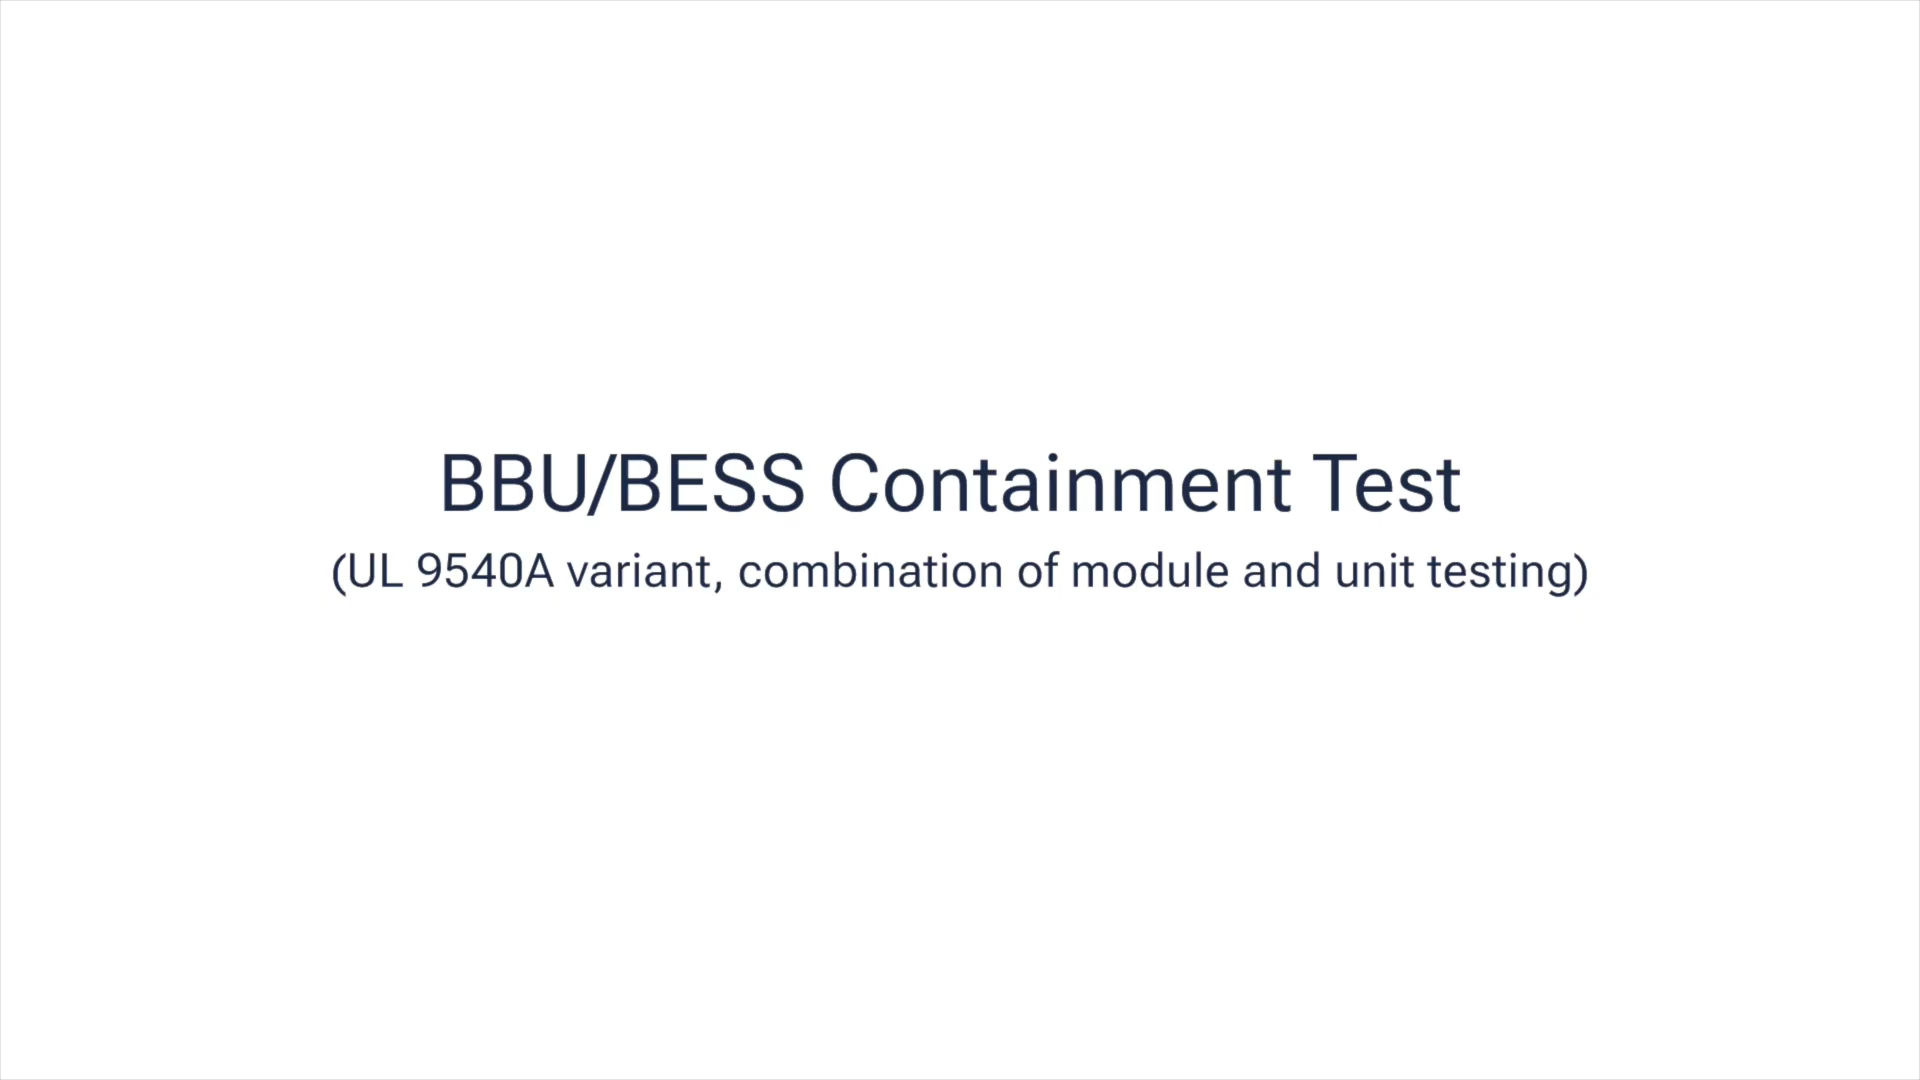 BBU/BESS Containment Test
(UL 9540A variant, combination of module and unit testing)